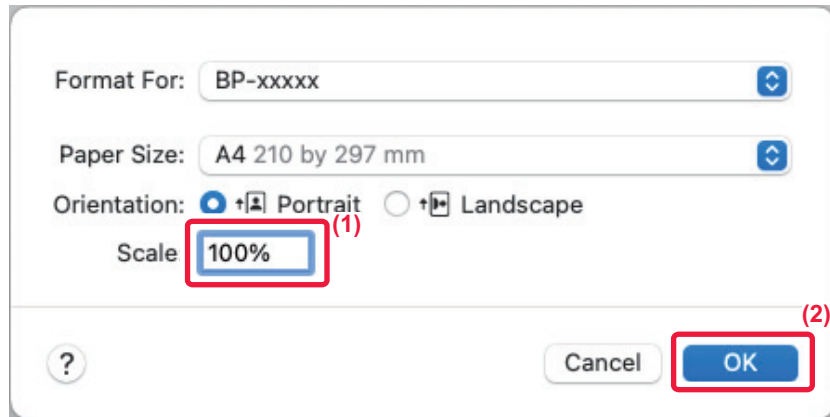 Format For: BP-xxxxx
Paper Size: A4 210 by 297 mm
Orientation: Portrait Landscape
(1)
Scale 100%
(2)
? Cancel OK